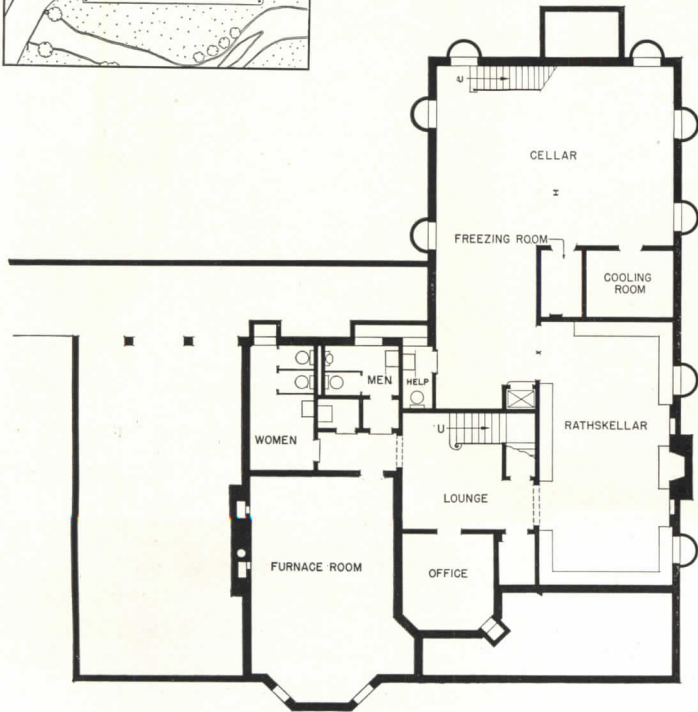 U
CELLAR
FREEZING ROOM
COOLING
ROOM
MEN
HELP
WOMEN
U
RATHSKELLAR
LOUNGE
FURNACE ROOM
OFFICE